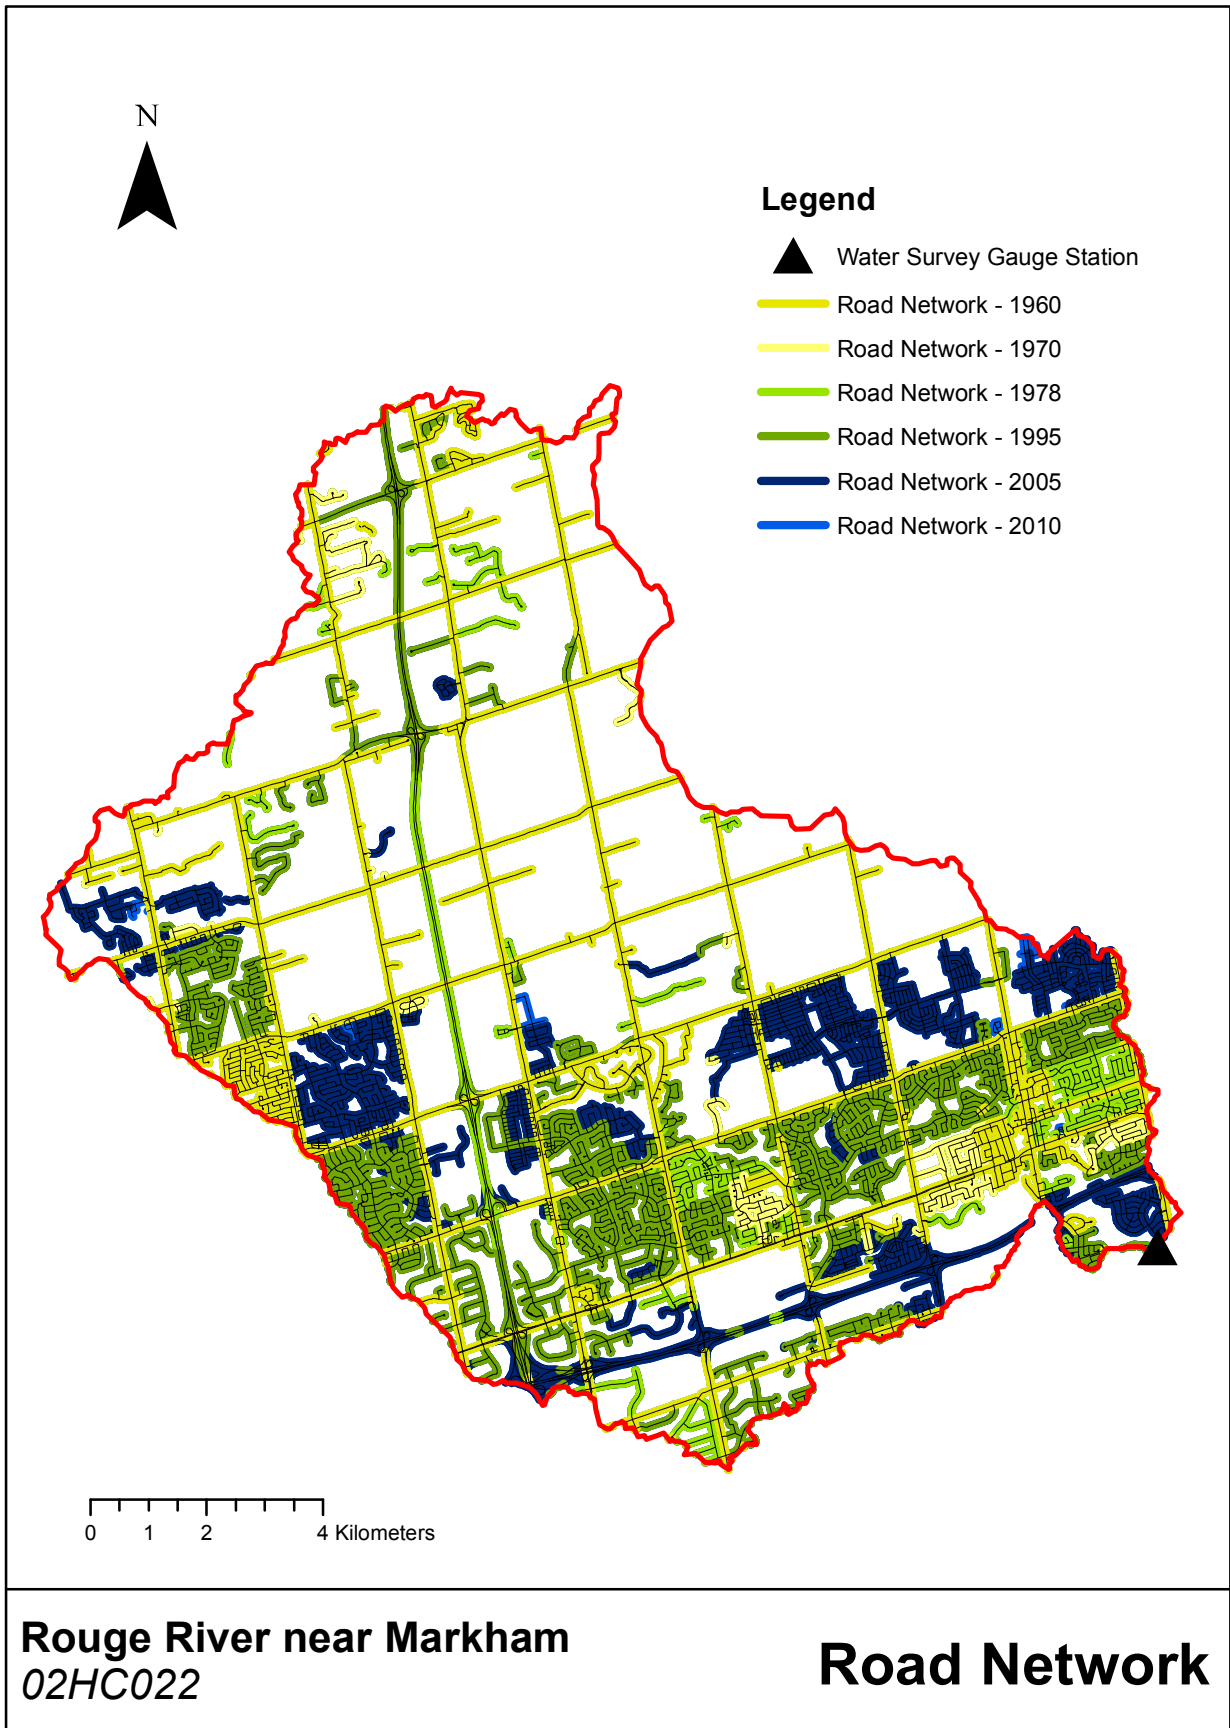 N
Legend
Water Survey Gauge Station
Road Network - 1960
Road Network - 1970
Road Network - 1978
Road Network - 1995
Road Network - 2005
Road Network - 2010
0 1 2 4 Kilometers
Rouge River near Markham
02HC022
Road Network